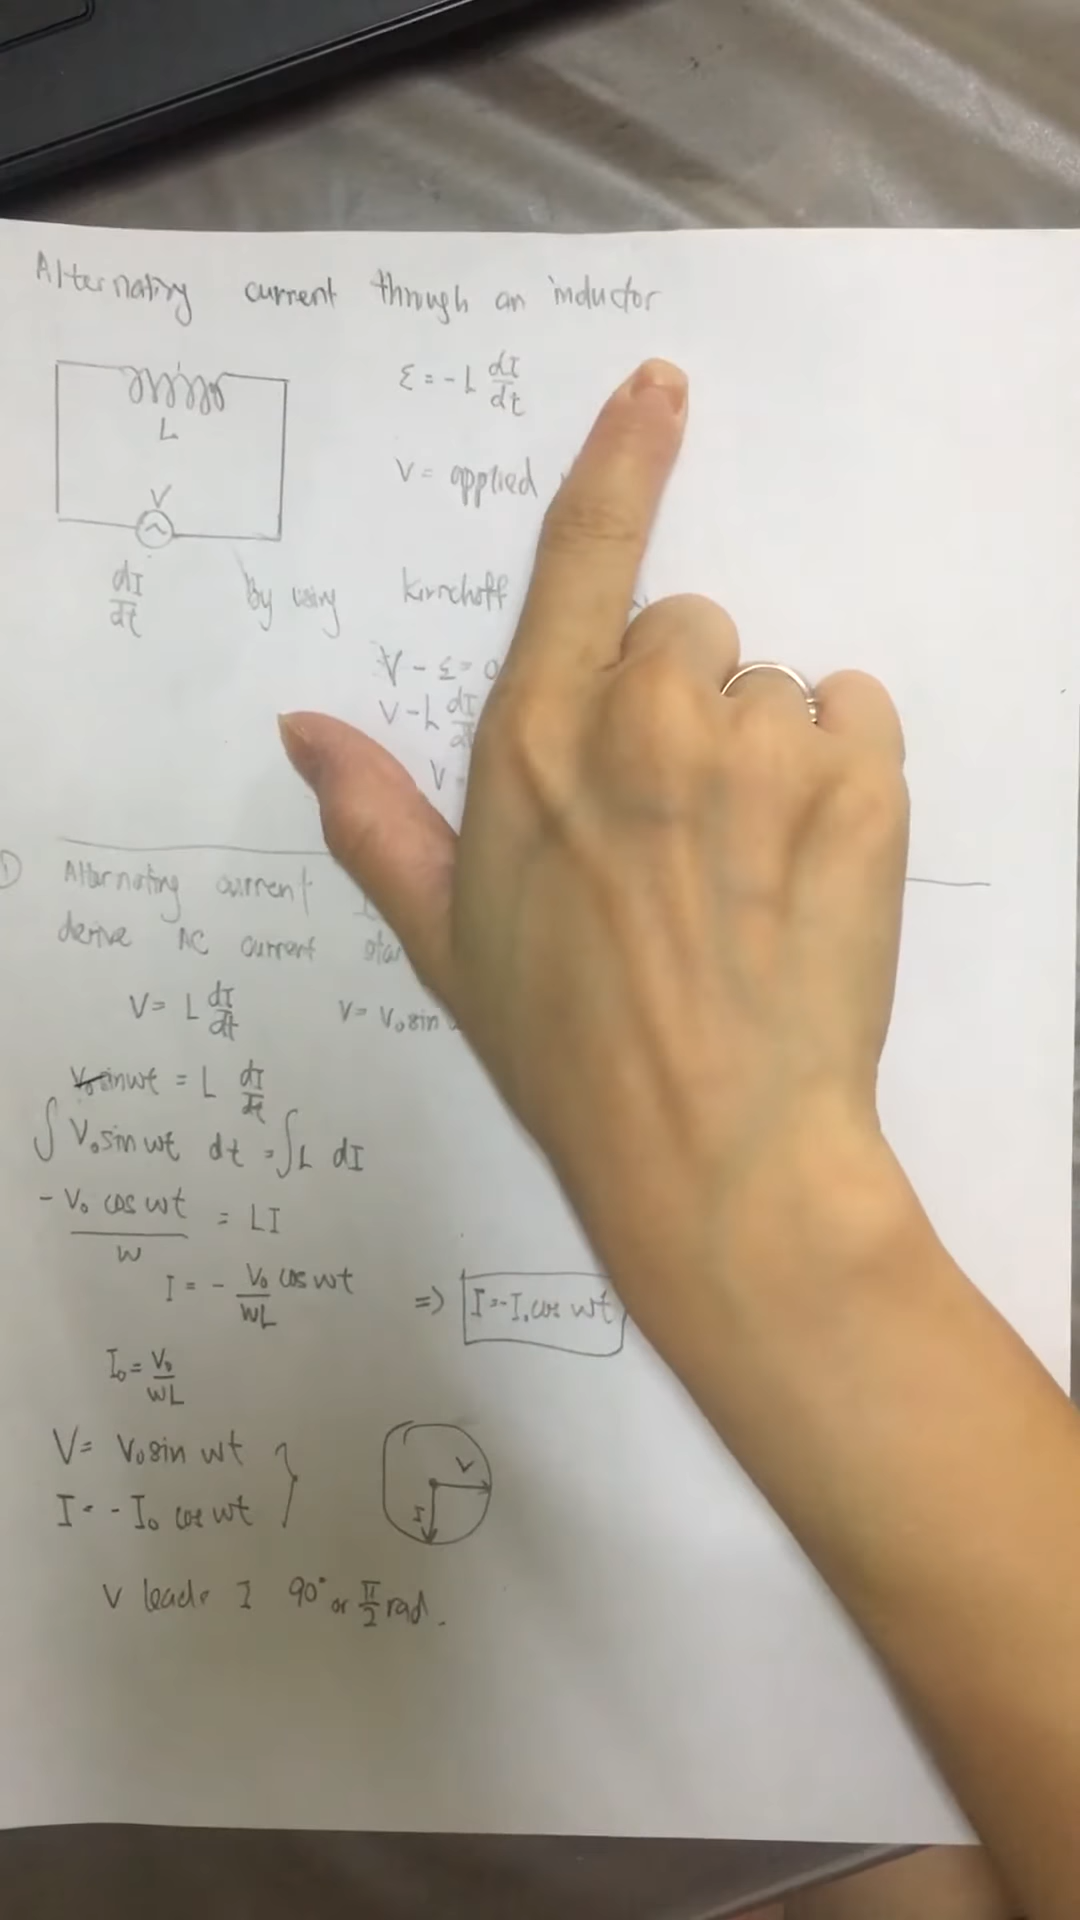 Alternating current through an inductor
L
V
dI/dt
ε = - L dI/dt
V = applied
By using Kirrchoff
V - ε = 0
V - L dI
V
① Alternating current
derive AC current
V = L dI/dt V = V₀ sin
V₀ sin wt = L dI/dt
∫ V₀ sin wt dt = ∫ L dI
- V₀ cos wt / w = LI
I = - V₀/wL cos wt ⇒ I = - I₀ cos wt
I₀ = V₀/wL
V = V₀ sin wt
I = - I₀ cos wt
V
I
V leads I 90° or π/2 rad.